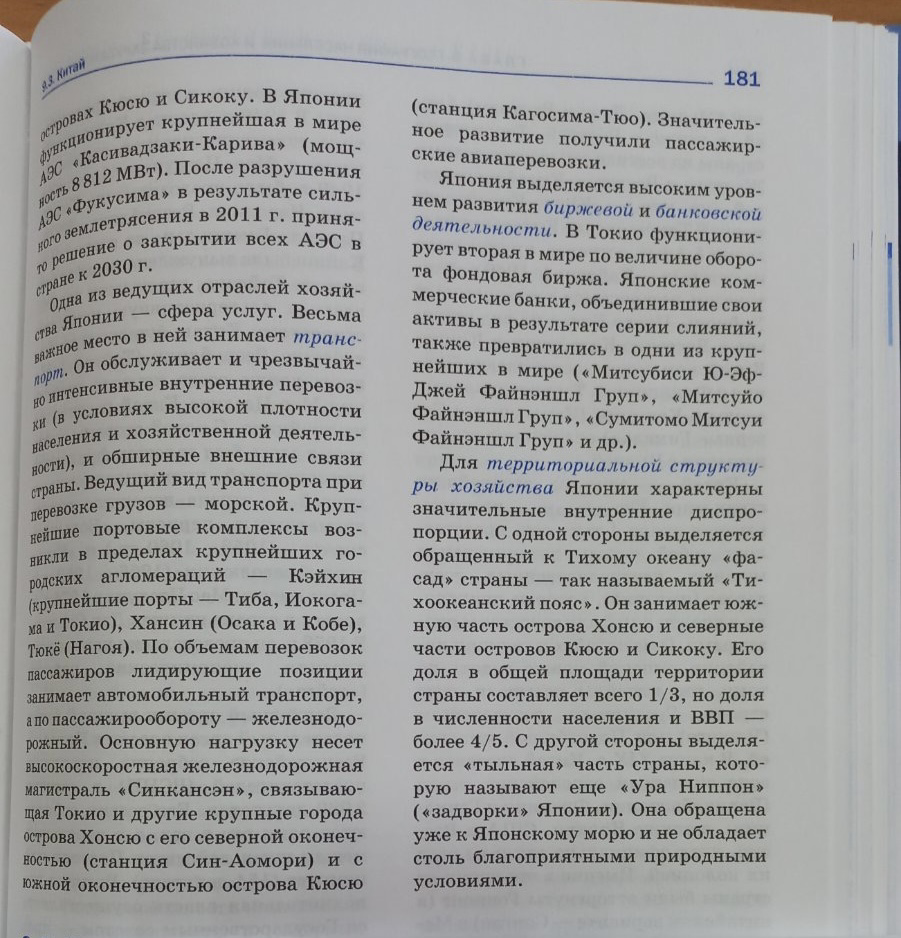 9.3. Китай
181
островах Кюсю и Сикоку. В Японии
функционирует крупнейшая в мире
АЭС «Касивадзаки-Карива» (мощ-
ность 8 812 МВт). После разрушения
АЭС «Фукусима» в результате силь-
ного землетрясения в 2011 г. приня-
то решение о закрытии всех АЭС в
стране к 2030 г.
Одна из ведущих отраслей хозяй-
ства Японии — сфера услуг. Весьма
важное место в ней занимает транс-
порт. Он обслуживает и чрезвычай-
но интенсивные внутренние перевоз-
ки (в условиях высокой плотности
населения и хозяйственной деятель-
ности), и обширные внешние связи
страны. Ведущий вид транспорта при
перевозке грузов — морской. Круп-
нейшие портовые комплексы воз-
никли в пределах крупнейших го-
родских агломераций — Кэйхин
(крупнейшие порты — Тиба, Иокога-
ма и Токио), Хансин (Осака и Кобе),
Тюкё (Нагоя). По объемам перевозок
пассажиров лидирующие позиции
занимает автомобильный транспорт,
а по пассажирообороту — железнодо-
рожный. Основную нагрузку несет
высокоскоростная железнодорожная
магистраль «Синкансэн», связываю-
щая Токио и другие крупные города
острова Хонсю с его северной оконеч-
ностью (станция Син-Аомори) и с
южной оконечностью острова Кюсю
(станция Кагосима-Тюо). Значитель-
ное развитие получили пассажир-
ские авиаперевозки.
Япония выделяется высоким уров-
нем развития биржевой и банковской
деятельности. В Токио функциони-
рует вторая в мире по величине оборо-
та фондовая биржа. Японские ком-
мерческие банки, объединившие свои
активы в результате серии слияний,
также превратились в одни из круп-
нейших в мире («Митсубиси Ю-Эф-
Джей Файнэншл Груп», «Митсуйо
Файнэншл Груп», «Сумитомо Митсуи
Файнэншл Груп» и др.).
Для территориальной структу-
ры хозяйства Японии характерны
значительные внутренние диспро-
порции. С одной стороны выделяется
обращенный к Тихому океану «фа-
сад» страны — так называемый «Ти-
хоокеанский пояс». Он занимает юж-
ную часть острова Хонсю и северные
части островов Кюсю и Сикоку. Его
доля в общей площади территории
страны составляет всего 1/3, но доля
в численности населения и ВВП —
более 4/5. С другой стороны выделя-
ется «тыльная» часть страны, кото-
рую называют еще «Ура Ниппон»
(«задворки» Японии). Она обращена
уже к Японскому морю и не обладает
столь благоприятными природными
условиями.